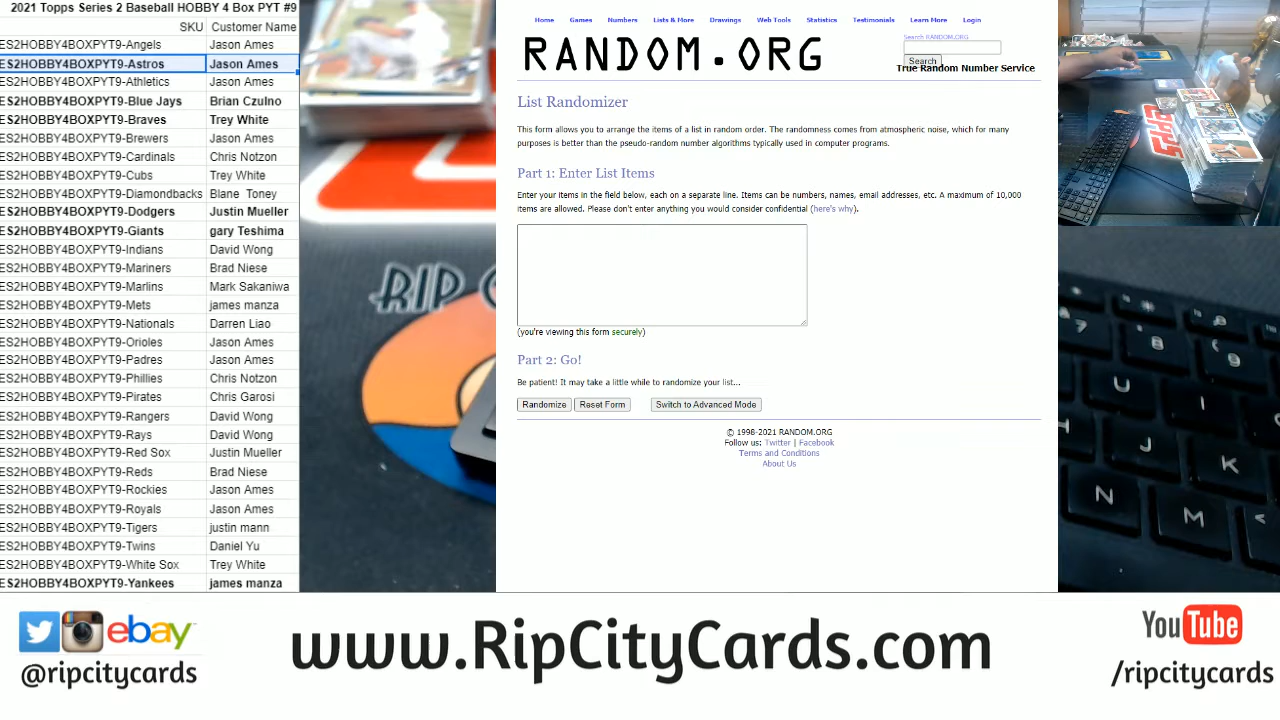 2021 Topps Series 2 Baseball HOBBY 4 Box PYT #9
SKU Customer Name
ES2HOBBY4BOXPYT9-Angels Jason Ames
ES2HOBBY4BOXPYT9-Astros Jason Ames
ES2HOBBY4BOXPYT9-Athletics Jason Ames
ES2HOBBY4BOXPYT9-Blue Jays Brian Czulno
ES2HOBBY4BOXPYT9-Braves Trey White
ES2HOBBY4BOXPYT9-Brewers Jason Ames
ES2HOBBY4BOXPYT9-Cardinals Chris Notzon
ES2HOBBY4BOXPYT9-Cubs Trey White
ES2HOBBY4BOXPYT9-Diamondbacks Blane Toney
ES2HOBBY4BOXPYT9-Dodgers Justin Mueller
ES2HOBBY4BOXPYT9-Giants gary Teshima
ES2HOBBY4BOXPYT9-Indians David Wong
ES2HOBBY4BOXPYT9-Mariners Brad Niese
ES2HOBBY4BOXPYT9-Marlins Mark Sakaniwa
ES2HOBBY4BOXPYT9-Mets james manza
ES2HOBBY4BOXPYT9-Nationals Darren Liao
ES2HOBBY4BOXPYT9-Orioles Jason Ames
ES2HOBBY4BOXPYT9-Padres Jason Ames
ES2HOBBY4BOXPYT9-Phillies Chris Notzon
ES2HOBBY4BOXPYT9-Pirates Chris Garosi
ES2HOBBY4BOXPYT9-Rangers David Wong
ES2HOBBY4BOXPYT9-Rays David Wong
ES2HOBBY4BOXPYT9-Red Sox Justin Mueller
ES2HOBBY4BOXPYT9-Reds Brad Niese
ES2HOBBY4BOXPYT9-Rockies Jason Ames
ES2HOBBY4BOXPYT9-Royals Jason Ames
ES2HOBBY4BOXPYT9-Tigers justin mann
ES2HOBBY4BOXPYT9-Twins Daniel Yu
ES2HOBBY4BOXPYT9-White Sox Trey White
ES2HOBBY4BOXPYT9-Yankees james manza
RIP
Home Games Numbers Lists & More Drawings Web Tools Statistics Testimonials Learn More Login
RANDOM.ORG
Search RANDOM.ORG
Search
True Random Number Service
List Randomizer
This form allows you to arrange the items of a list in random order. The randomness comes from atmospheric noise, which for many
purposes is better than the pseudo-random number algorithms typically used in computer programs.
Part 1: Enter List Items
Enter your items in the field below, each on a separate line. Items can be numbers, names, email addresses, etc. A maximum of 10,000
items are allowed. Please don't enter anything you would consider confidential (here's why).
(you're viewing this form securely)
Part 2: Go!
Be patient! It may take a little while to randomize your list...
Randomize Reset Form Switch to Advanced Mode
© 1998-2021 RANDOM.ORG
Follow us: Twitter | Facebook
Terms and Conditions
About Us
7 8 9
U I
J K
N M
ebay
@ripcitycards
www.RipCityCards.com
YouTube
/ripcitycards